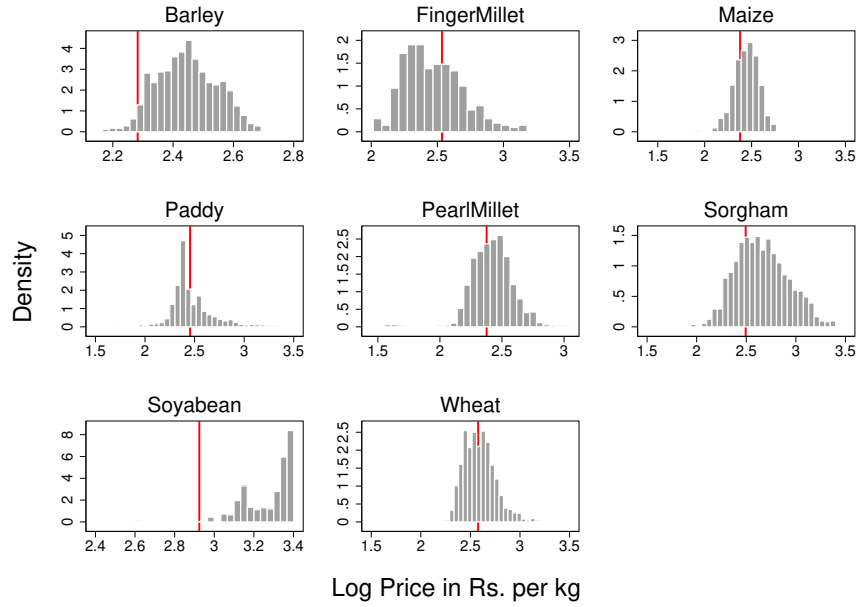 Barley
0 1 2 3 4
2.2 2.4 2.6 2.8
FingerMillet
0 .5 1 1.5 2
2 2.5 3 3.5
Maize
0 1 2 3
1.5 2 2.5 3 3.5
Paddy
0 1 2 3 4 5
1.5 2 2.5 3 3.5
PearlMillet
0 .5 1 1.5 2 2.5
1.5 2 2.5 3
Sorgham
0 .5 1 1.5
1.5 2 2.5 3 3.5
Density
Soyabean
0 2 4 6 8
2.4 2.6 2.8 3 3.2 3.4
Wheat
0 .5 1 1.5 2 2.5
1.5 2 2.5 3 3.5
Log Price in Rs. per kg